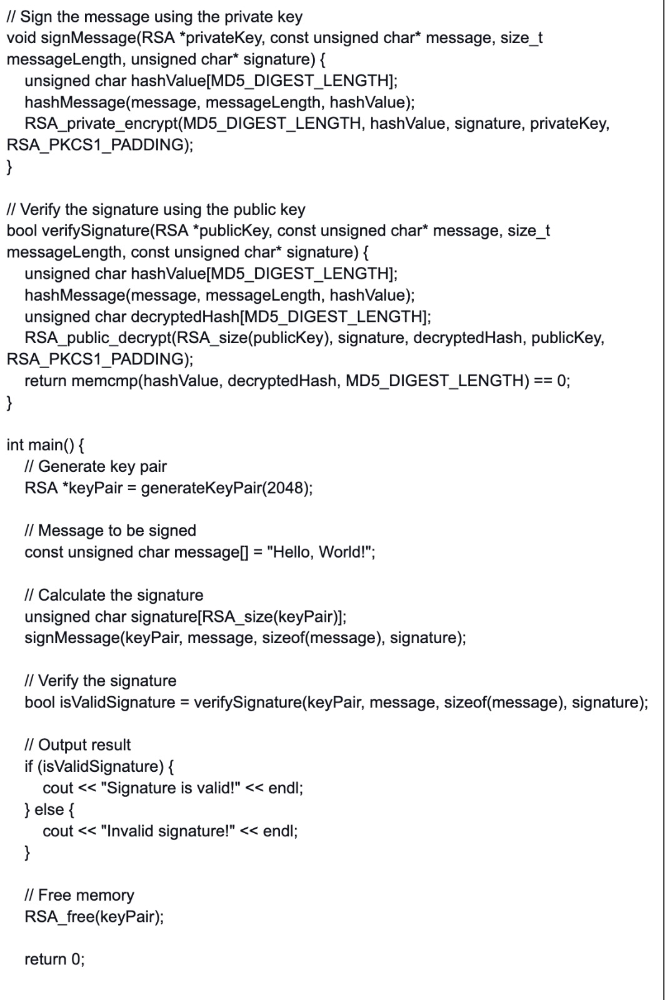 // Sign the message using the private key
void signMessage(RSA *privateKey, const unsigned char* message, size_t
messageLength, unsigned char* signature) {
unsigned char hashValue[MD5_DIGEST_LENGTH];
hashMessage(message, messageLength, hashValue);
RSA_private_encrypt(MD5_DIGEST_LENGTH, hashValue, signature, privateKey,
RSA_PKCS1_PADDING);
}
// Verify the signature using the public key
bool verifySignature(RSA *publicKey, const unsigned char* message, size_t
messageLength, const unsigned char* signature) {
unsigned char hashValue[MD5_DIGEST_LENGTH];
hashMessage(message, messageLength, hashValue);
unsigned char decryptedHash[MD5_DIGEST_LENGTH];
RSA_public_decrypt(RSA_size(publicKey), signature, decryptedHash, publicKey,
RSA_PKCS1_PADDING);
return memcmp(hashValue, decryptedHash, MD5_DIGEST_LENGTH) == 0;
}
int main() {
// Generate key pair
RSA *keyPair = generateKeyPair(2048);
// Message to be signed
const unsigned char message[] = "Hello, World!";
// Calculate the signature
unsigned char signature[RSA_size(keyPair)];
signMessage(keyPair, message, sizeof(message), signature);
// Verify the signature
bool isValidSignature = verifySignature(keyPair, message, sizeof(message), signature);
// Output result
if (isValidSignature) {
cout << "Signature is valid!" << endl;
} else {
cout << "Invalid signature!" << endl;
}
// Free memory
RSA_free(keyPair);
return 0;